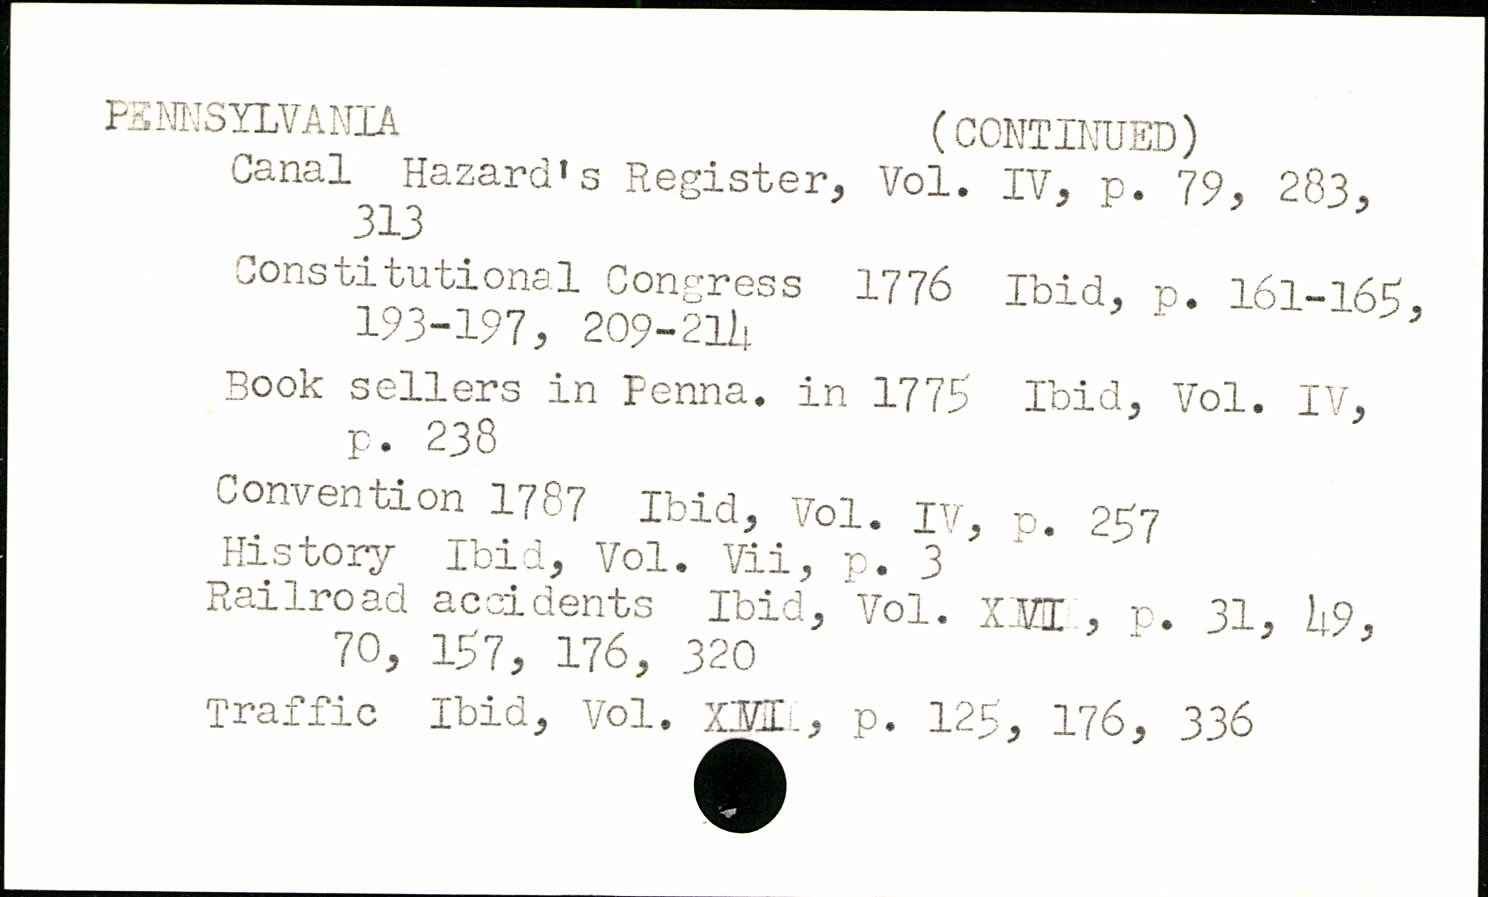 PENNSYLVANIA (CONTINUED)
Canal Hazard's Register, Vol. IV, p. 79, 283,
313
Constitutional Congress 1776 Ibid, p. 161-165,
193-197, 209-214
Book sellers in Penna. in 1775 Ibid, Vol. IV,
p. 238
Convention 1787 Ibid, Vol. IV, p. 257
History Ibid, Vol. Vii, p. 3
Railroad accidents Ibid, Vol. XVI, p. 31, 49,
70, 157, 176, 320
Traffic Ibid, Vol. XVI, p. 125, 176, 336